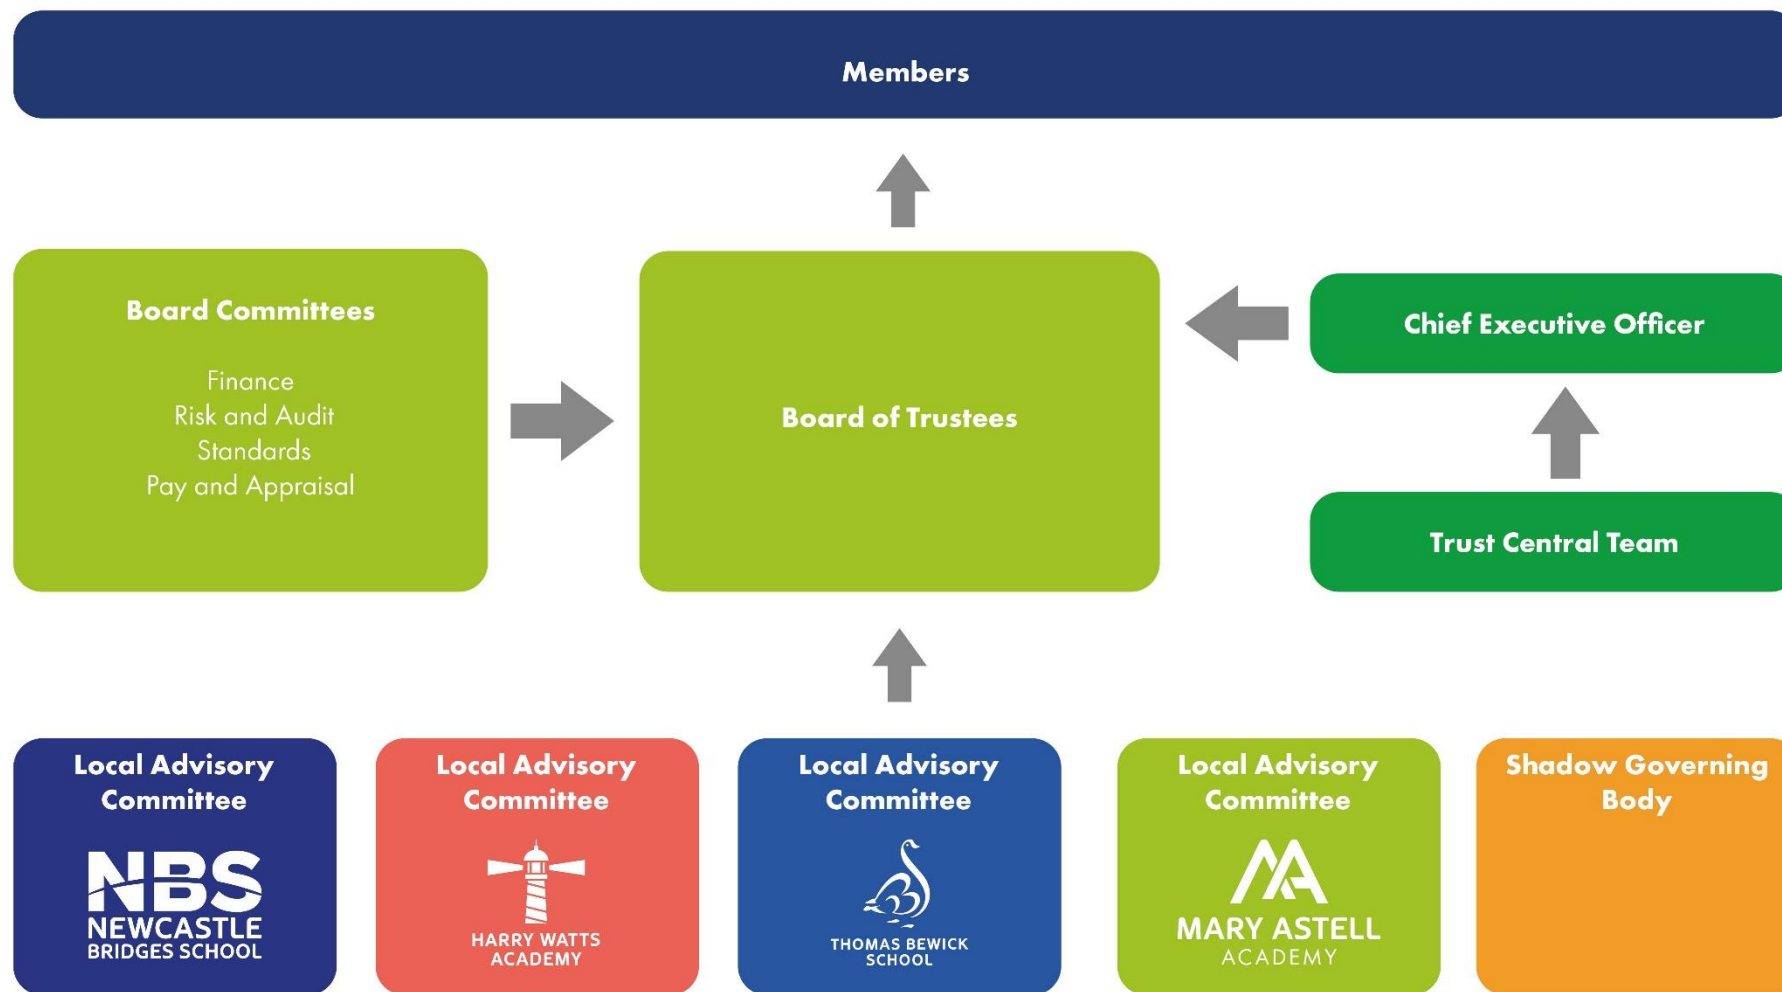 Members
Board Committees
Finance
Risk and Audit
Standards
Pay and Appraisal
Board of Trustees
Chief Executive Officer
Trust Central Team
Local Advisory
Committee
NBS
NEWCASTLE
BRIDGES SCHOOL
Local Advisory
Committee
HARRY WATTS
ACADEMY
Local Advisory
Committee
THOMAS BEWICK
SCHOOL
Local Advisory
Committee
MA
MARY ASTELL
ACADEMY
Shadow Governing
Body